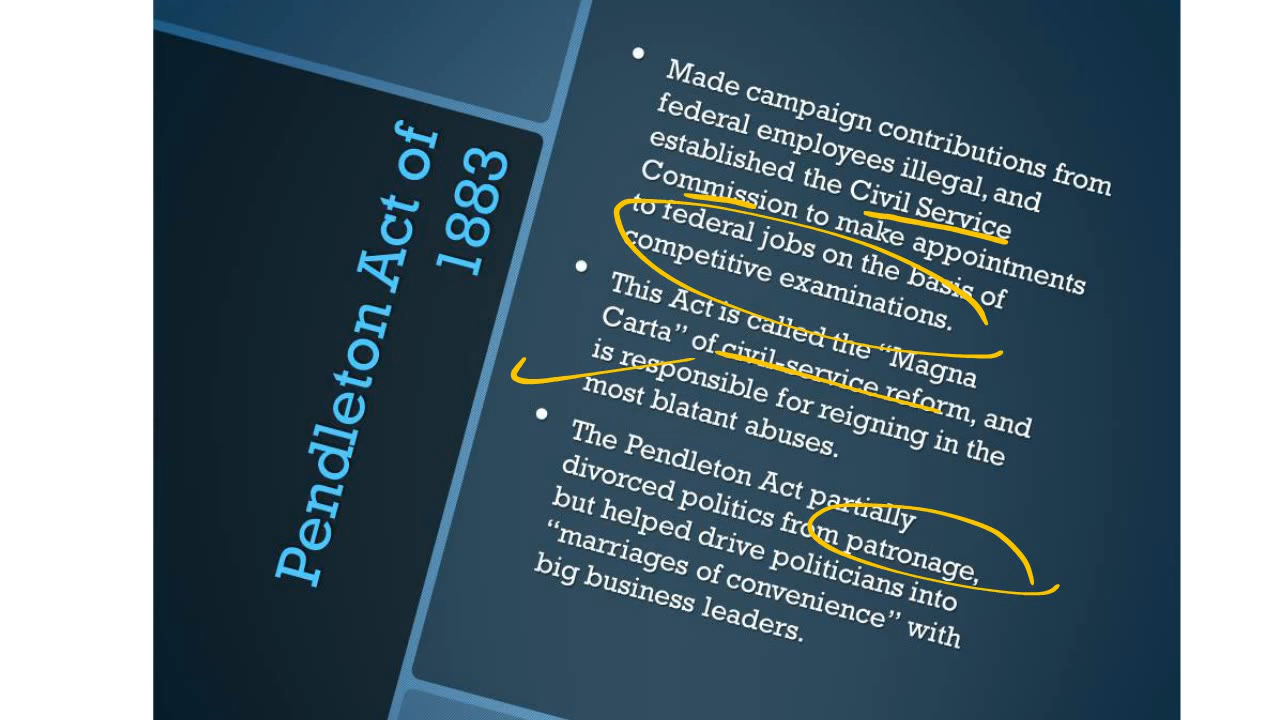 Pendleton Act of
1883
Made campaign contributions from
federal employees illegal, and
established the Civil Service
Commission to make appointments
to federal jobs on the basis of
competitive examinations.
This Act is called the “Magna
Carta” of civil-service reform, and
is responsible for reigning in the
most blatant abuses.
The Pendleton Act partially
divorced politics from patronage,
but helped drive politicians into
“marriages of convenience” with
big business leaders.